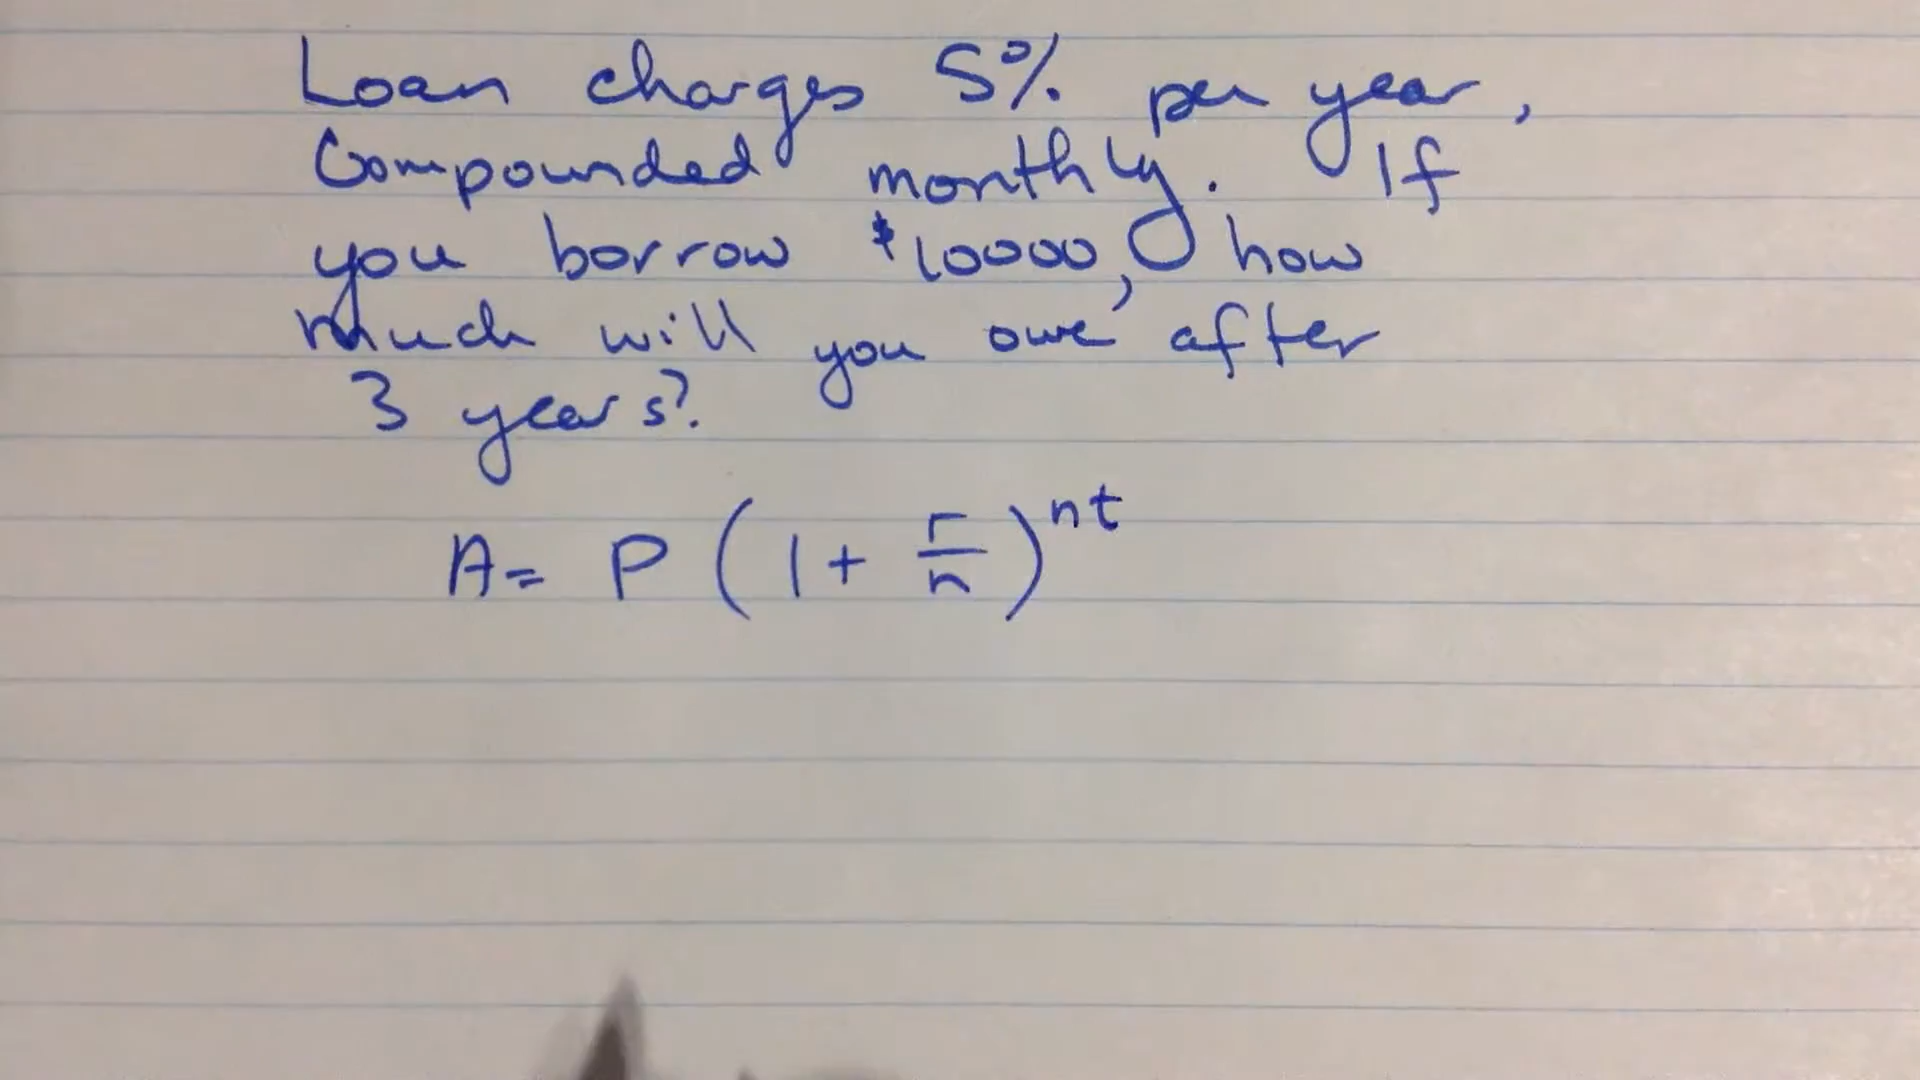 Loan charges 5% per year,
Compounded monthly. If
you borrow $10000, how
much will you owe after
3 years?
A= P ( 1 + r/n )^nt